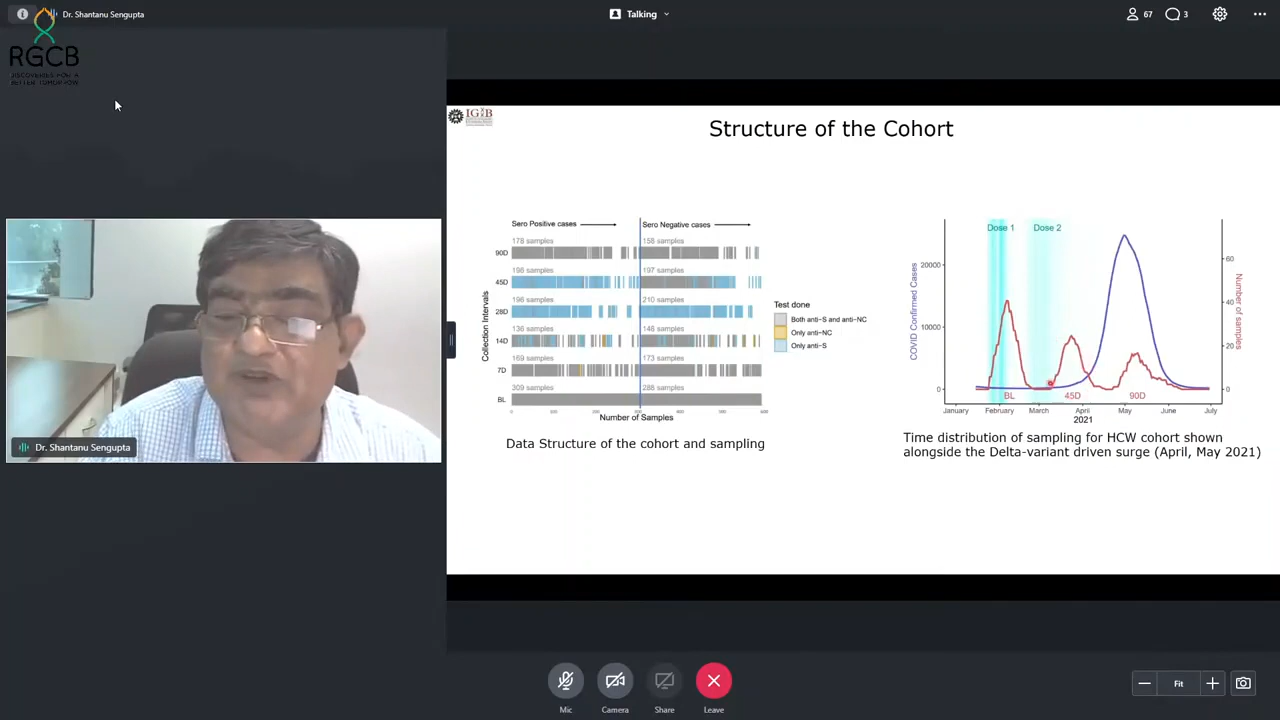 Dr. Shantanu Sengupta
Talking
67
3
RGCB
DISCOVERIES FOR A
BETTER TOMORROW
IGIB
Structure of the Cohort
Sero Positive cases
Sero Negative cases
178 samples
158 samples
90D
198 samples
197 samples
45D
196 samples
210 samples
28D
136 samples
146 samples
14D
169 samples
173 samples
7D
309 samples
288 samples
BL
Collection Intervals
Number of Samples
Test done
Both anti-S and anti-NC
Only anti-NC
Only anti-S
Data Structure of the cohort and sampling
Dose 1
Dose 2
COVID Confirmed Cases
20000
10000
0
60
40
20
0
Number of samples
BL
45D
90D
January
February
March
April
May
June
July
2021
Time distribution of sampling for HCW cohort shown
alongside the Delta-variant driven surge (April, May 2021)
Dr. Shantanu Sengupta
Mic
Camera
Share
Leave
Fit